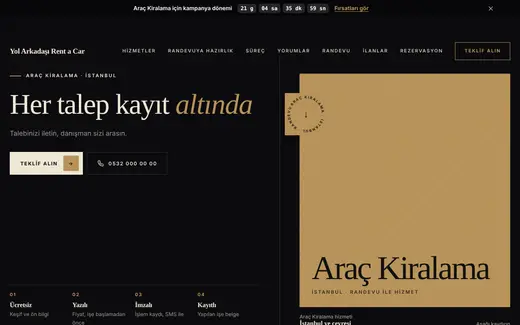 Araç Kiralama için kampanya dönemi 21 g 04 sa 35 dk 59 sn Fırsatları gör ×
Yol Arkadaşı Rent a Car
HİZMETLER RANDEVUYA HAZIRLIK SÜREÇ YORUMLAR RANDEVU İLANLAR REZERVASYON TEKLİF ALIN
ARAÇ KİRALAMA · İSTANBUL
Her talep kayıt altında
Talebinizi iletin, danışman sizi arasın.
TEKLİF ALIN
0532 000 00 00
ARAÇ KİRALAMA · İSTANBUL
Araç Kiralama
İSTANBUL · RANDEVU İLE HİZMET
01 02 03 04
Ücretsiz Yazılı İmzalı Kayıtlı
Keşif ve ön bilgi Fiyat, işe başlamadan önce İşlem kaydı, SMS ile Yapılan işe belge
Araç Kiralama hizmeti
İstanbul ve çevresi